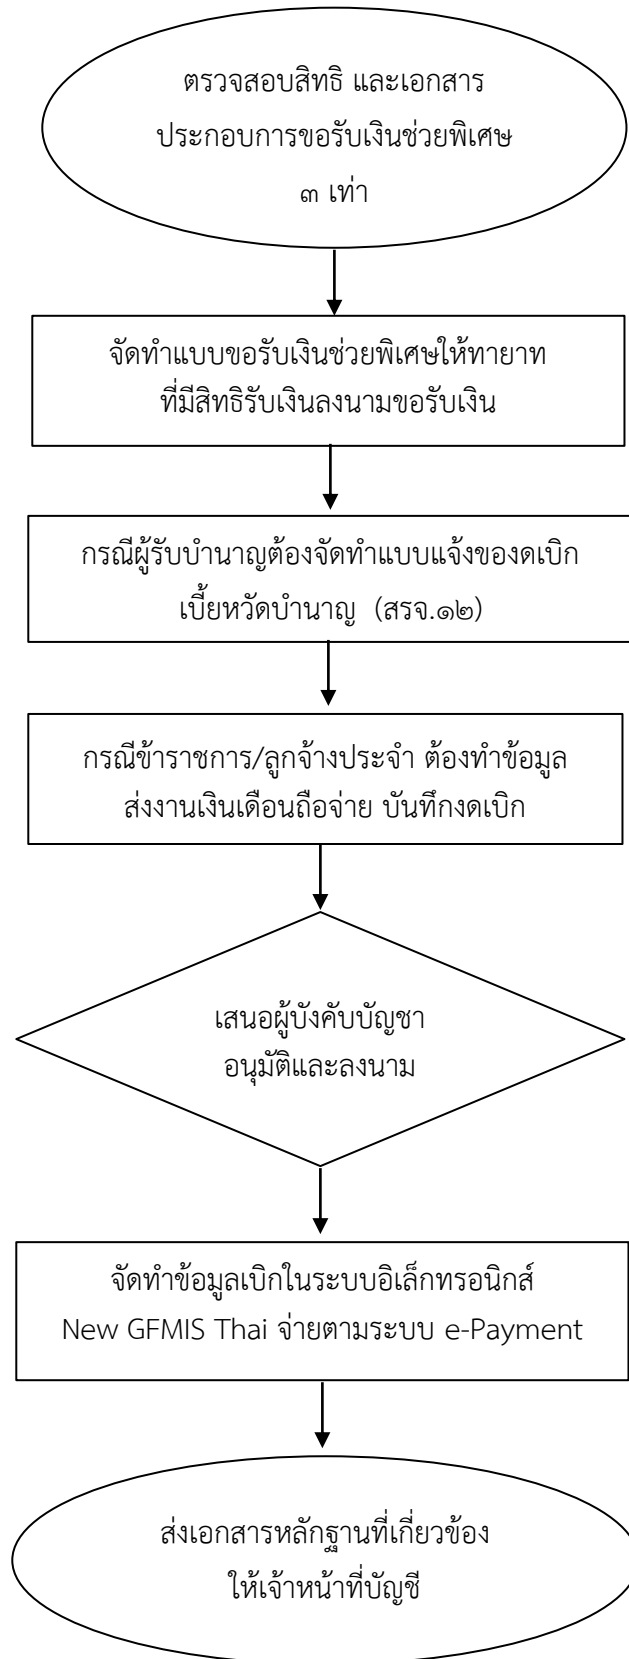 ตรวจสอบสิทธิ และเอกสาร
ประกอบการขอรับเงินช่วยพิเศษ
๓ เท่า
จัดทำแบบขอรับเงินช่วยพิเศษให้ทายาท
ที่มีสิทธิรับเงินลงนามขอรับเงิน
กรณีผู้รับบำนาญต้องจัดทำแบบแจ้งของดเบิก
เบี้ยหวัดบำนาญ (สรจ.๑๒)
กรณีข้าราชการ/ลูกจ้างประจำ ต้องทำข้อมูล
ส่งงานเงินเดือนถือจ่าย บันทึกงดเบิก
เสนอผู้บังคับบัญชา
อนุมัติและลงนาม
จัดทำข้อมูลเบิกในระบบอิเล็กทรอนิกส์
New GFMIS Thai จ่ายตามระบบ e-Payment
ส่งเอกสารหลักฐานที่เกี่ยวข้อง
ให้เจ้าหน้าที่บัญชี